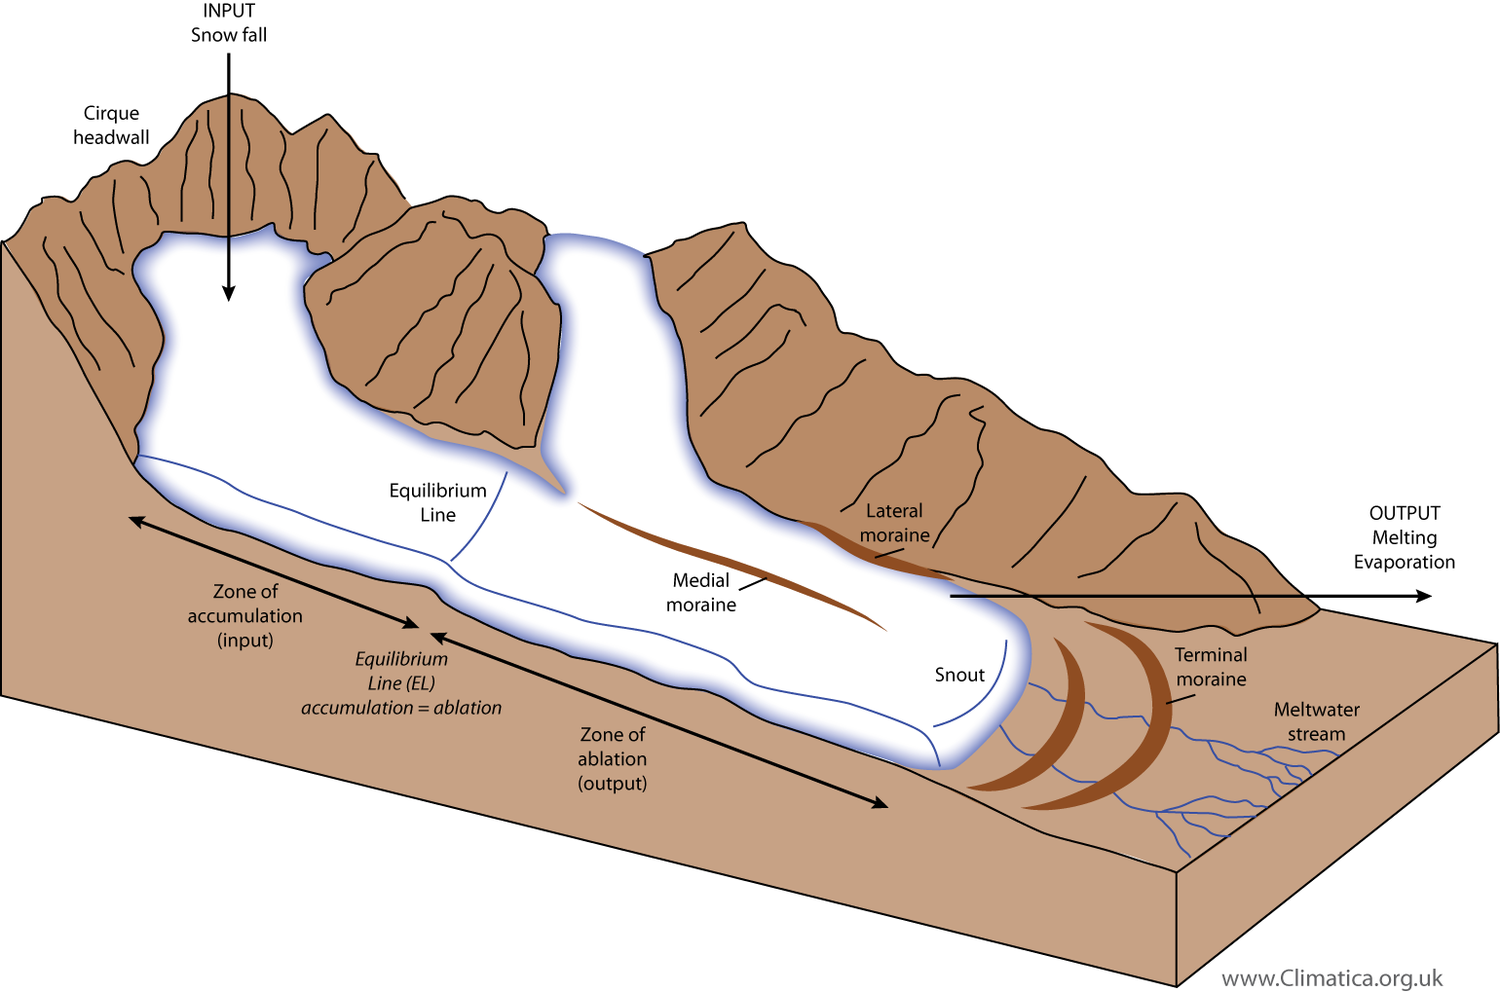 INPUT
Snow fall
Cirque
headwall
Equilibrium
Line
Lateral
moraine
OUTPUT
Melting
Evaporation
Medial
moraine
Zone of
accumulation
(input)
Equilibrium
Line (EL)
accumulation = ablation
Snout
Terminal
moraine
Meltwater
stream
Zone of
ablation
(output)
www.Climatica.org.uk